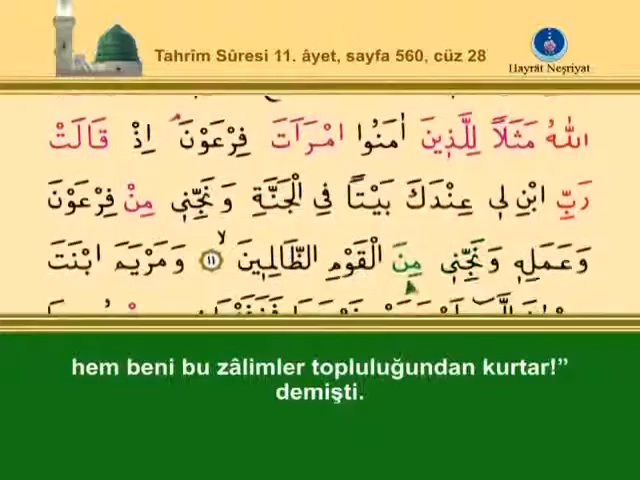 Tahrîm Sûresi 11. âyet, sayfa 560, cüz 28
Hayrât Neşriyat
اللّٰهُ مَثَلًا لِلَّذٖينَ اٰمَنُوا امْرَاَتَ فِرْعَوْنَۘ اِذْ قَالَتْ
رَبِّ ابْنِ لٖى عِنْدَكَ بَيْتًا فِى الْجَنَّةِ وَنَجِّنٖى مِنْ فِرْعَوْنَ
وَعَمَلِهٖ وَنَجِّنٖى مِنَ الْقَوْمِ الظَّالِمٖينَۙ ﴿١١﴾ وَمَرْيَمَ ابْنَتَ
hem beni bu zâlimler topluluğundan kurtar!”
demişti.